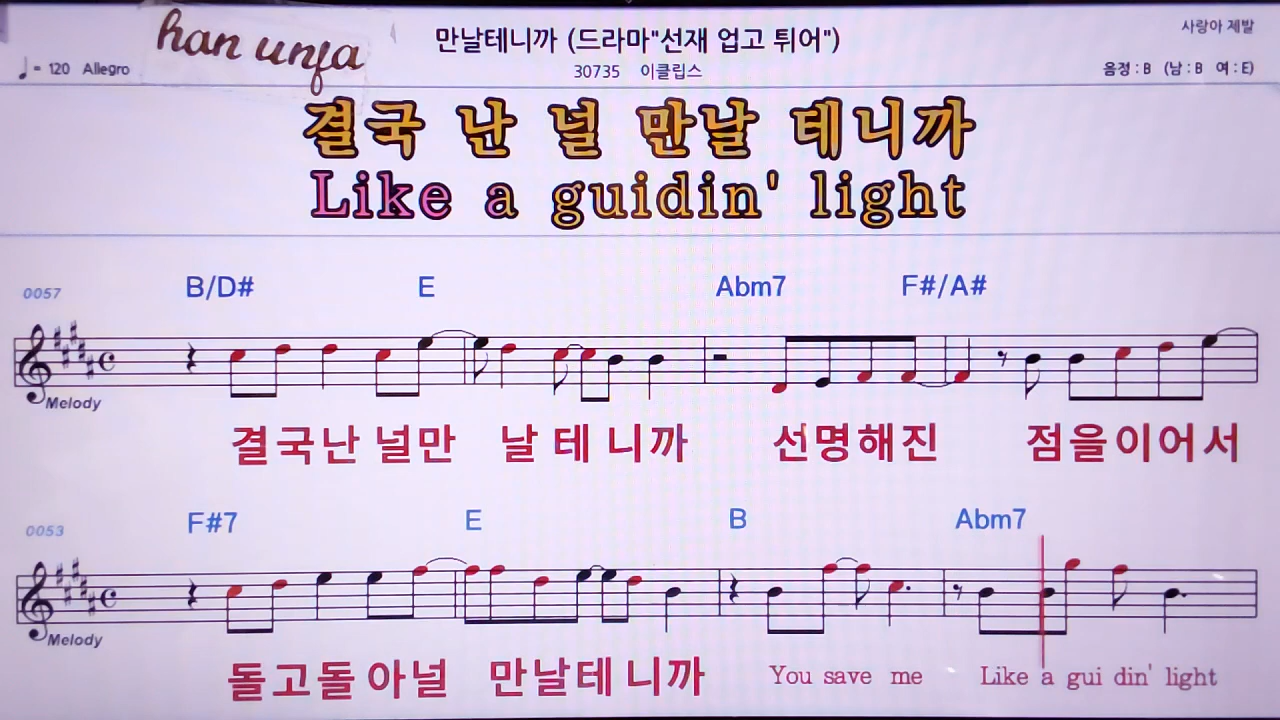 han unja
만날테니까 (드라마"선재 업고 튀어")
사랑아 제발
♩= 120 Allegro
30735 이클립스
음정 : B (남 : B 여 : E)
결국 난 널 만날 테니까
Like a guidin' light
0057 B/D# E Abm7 F#/A#
Melody
결국난 널만 날 테 니까 선명해진 점을이어서
0053 F#7 E B Abm7
Melody
돌고돌 아널 만날테 니까 You save me Like a gui din' light